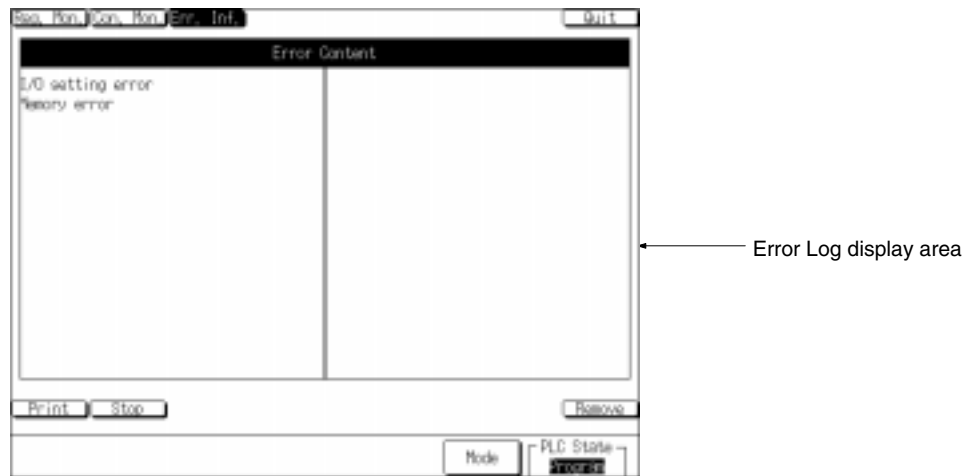 Reg. Mon. Con. Mon. Err. Inf. Quit
Error Content
I/O setting error
Memory error
Error Log display area
Print Stop Remove
Mode PLC State
Program